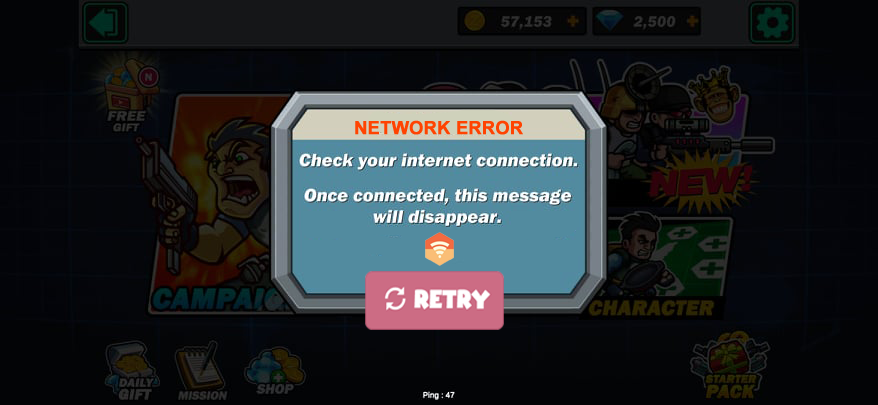 57,153
2,500
N
FREE
GIFT
NEW!
NETWORK ERROR
Check your internet connection.
Once connected, this message
will disappear.
RETRY
CAMPAIG
CHARACTER
DAILY
GIFT
MISSION
SHOP
STARTER
PACK
Ping : 47